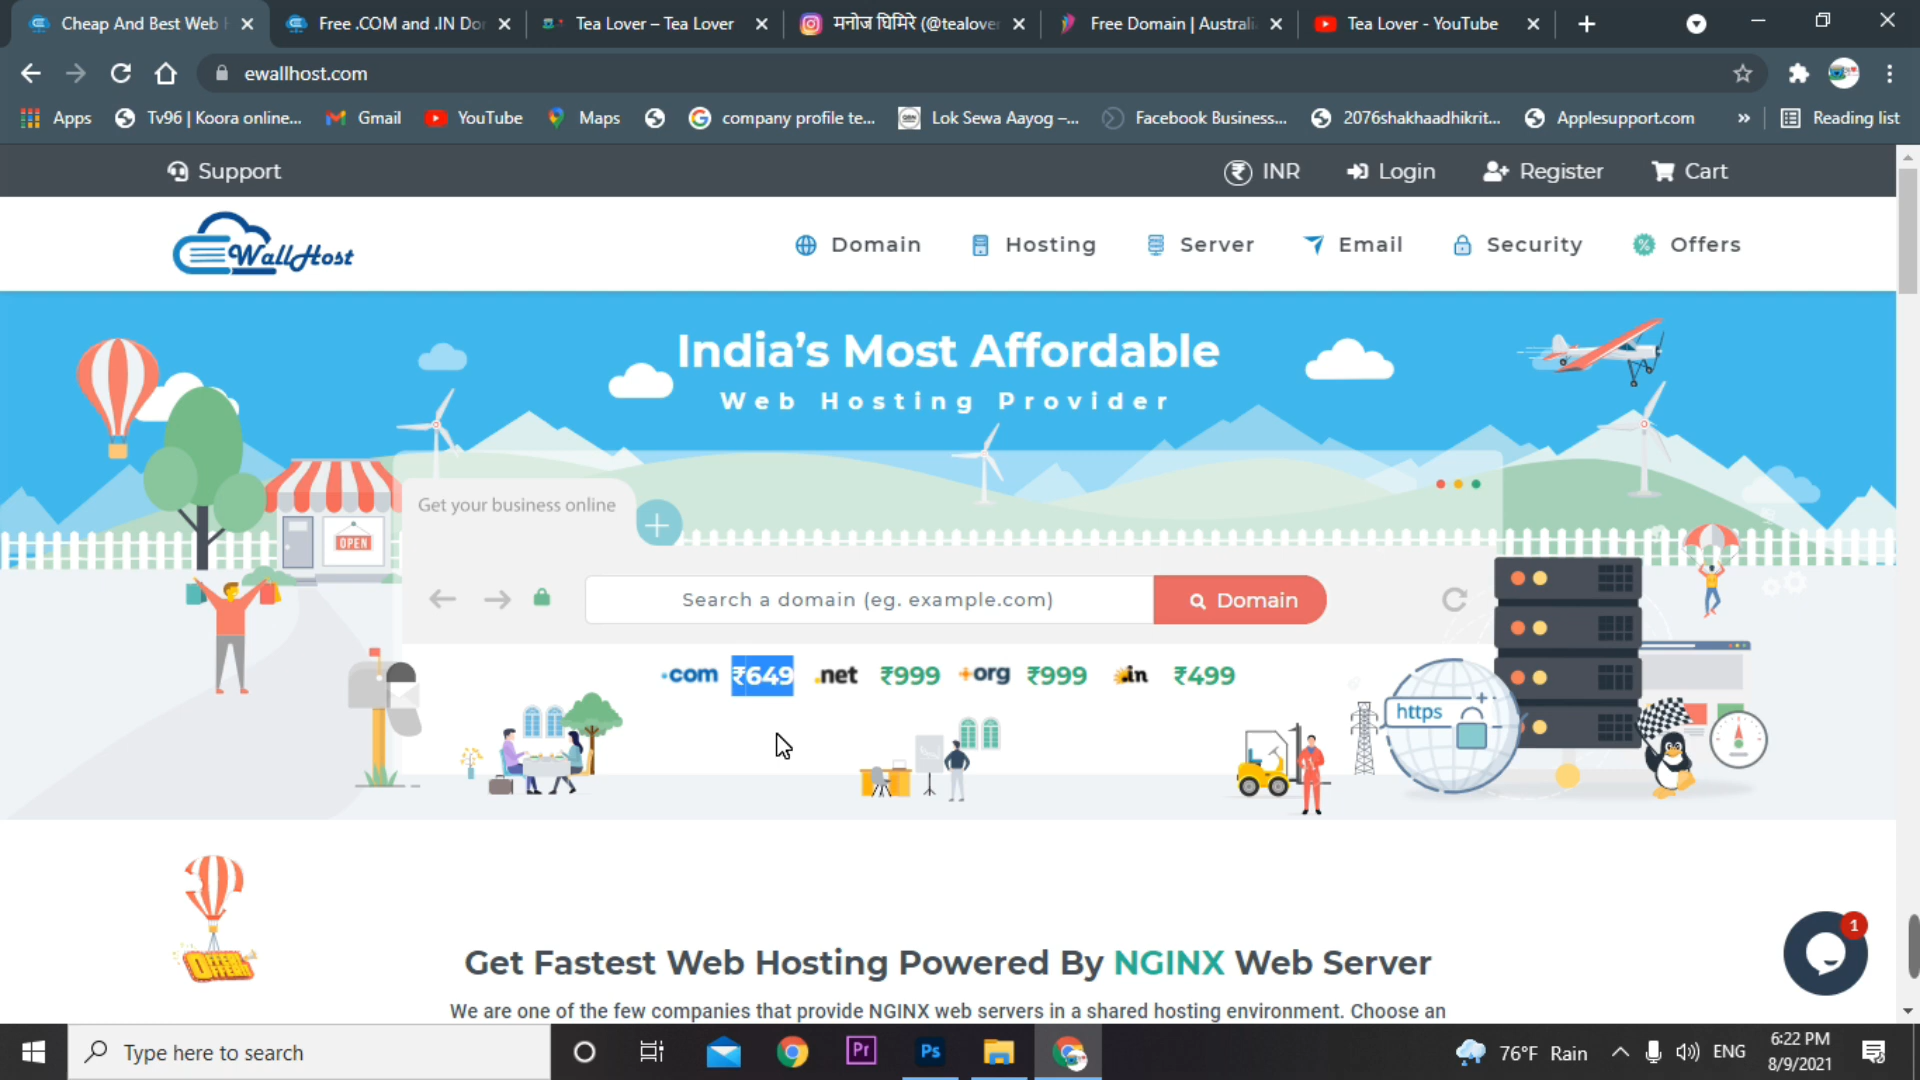 Cheap And Best Web
Free .COM and .IN Do
Tea Lover – Tea Lover
मनोज घिमिरे (@tealove
Free Domain | Australi
Tea Lover - YouTube
ewallhost.com
Apps
Tv96 | Koora online...
Gmail
YouTube
Maps
company profile te...
Lok Sewa Aayog –...
Facebook Business...
2076shakhaadhikrit...
Applesupport.com
»
Reading list
Support
INR
Login
Register
Cart
EWallHost
Domain
Hosting
Server
Email
Security
Offers
India's Most Affordable
Web Hosting Provider
Get your business online
OPEN
Search a domain (eg. example.com)
Domain
.com ₹649 .net ₹999 .org ₹999 .in ₹499
https
OFFER
1
Get Fastest Web Hosting Powered By NGINX Web Server
We are one of the few companies that provide NGINX web servers in a shared hosting environment. Choose an
Type here to search
Pr
Ps
76°F Rain
ENG
6:22 PM
8/9/2021